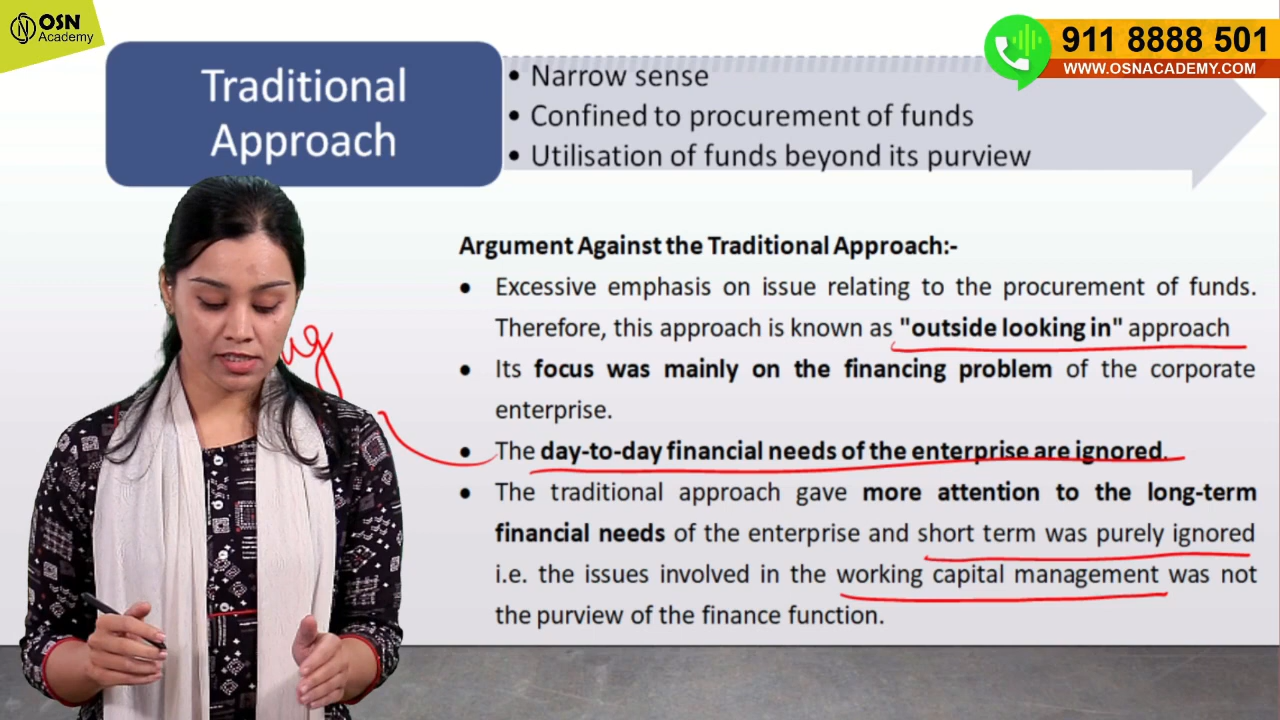 OSN
Academy
911 8888 501
WWW.OSNACADEMY.COM
Traditional
Approach
• Narrow sense
• Confined to procurement of funds
• Utilisation of funds beyond its purview
Argument Against the Traditional Approach:-
• Excessive emphasis on issue relating to the procurement of funds.
Therefore, this approach is known as "outside looking in" approach
• Its focus was mainly on the financing problem of the corporate
enterprise.
• The day-to-day financial needs of the enterprise are ignored.
• The traditional approach gave more attention to the long-term
financial needs of the enterprise and short term was purely ignored
i.e. the issues involved in the working capital management was not
the purview of the finance function.